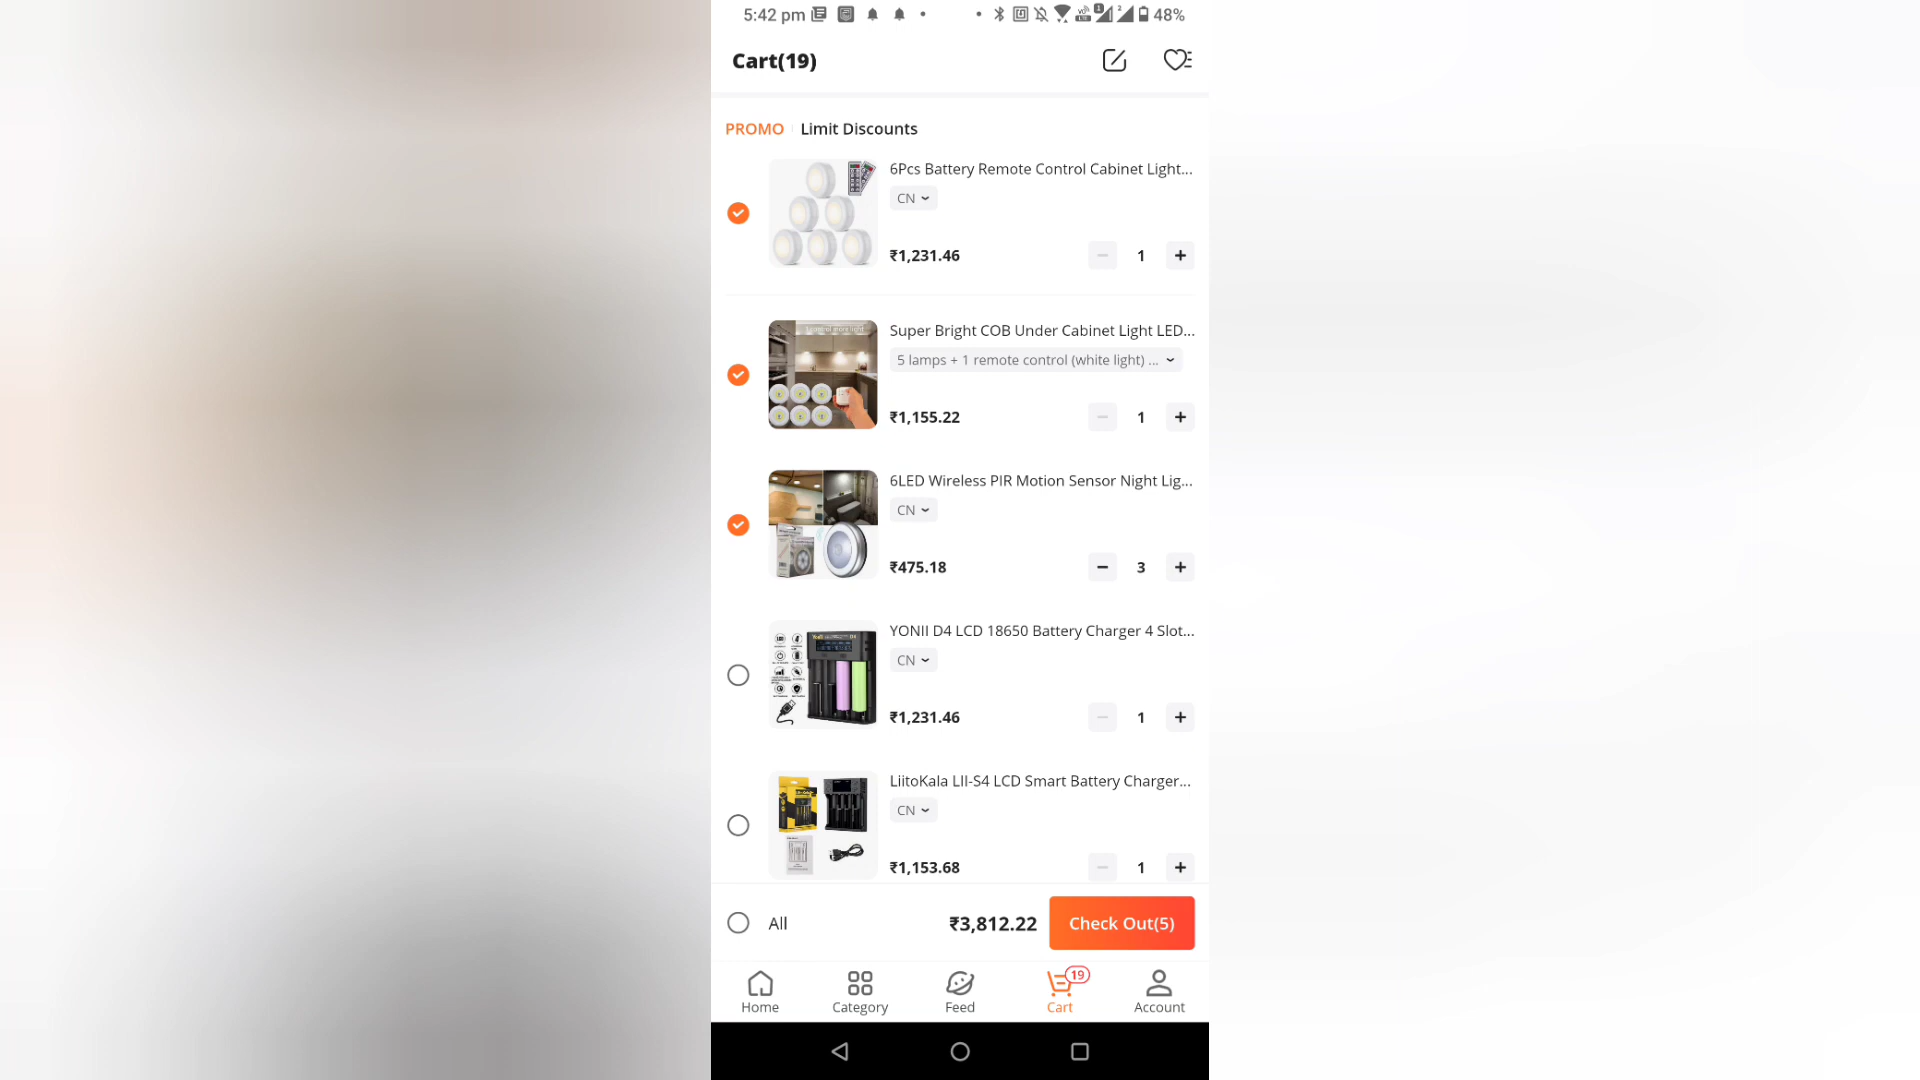 5:42 pm
48%
Cart(19)
PROMO Limit Discounts
6Pcs Battery Remote Control Cabinet Light...
CN
₹1,231.46
1
Super Bright COB Under Cabinet Light LED...
5 lamps + 1 remote control (white light) ...
₹1,155.22
1
6LED Wireless PIR Motion Sensor Night Lig...
CN
₹475.18
3
YONII D4 LCD 18650 Battery Charger 4 Slot...
CN
₹1,231.46
1
LiitoKala LII-S4 LCD Smart Battery Charger...
CN
₹1,153.68
1
All
₹3,812.22
Check Out(5)
19
Home
Category
Feed
Cart
Account